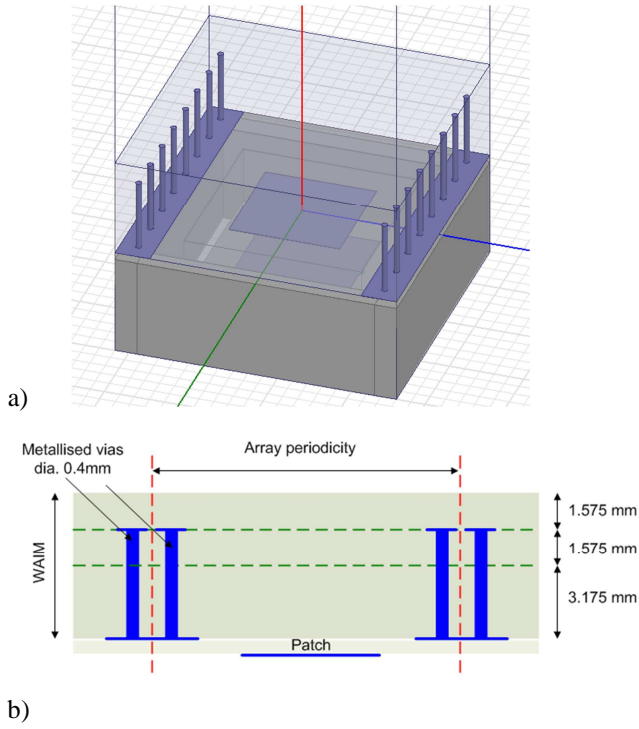 a)
Metallised vias
dia. 0.4mm
Array periodicity
WAIM
1.575 mm
1.575 mm
3.175 mm
Patch
b)